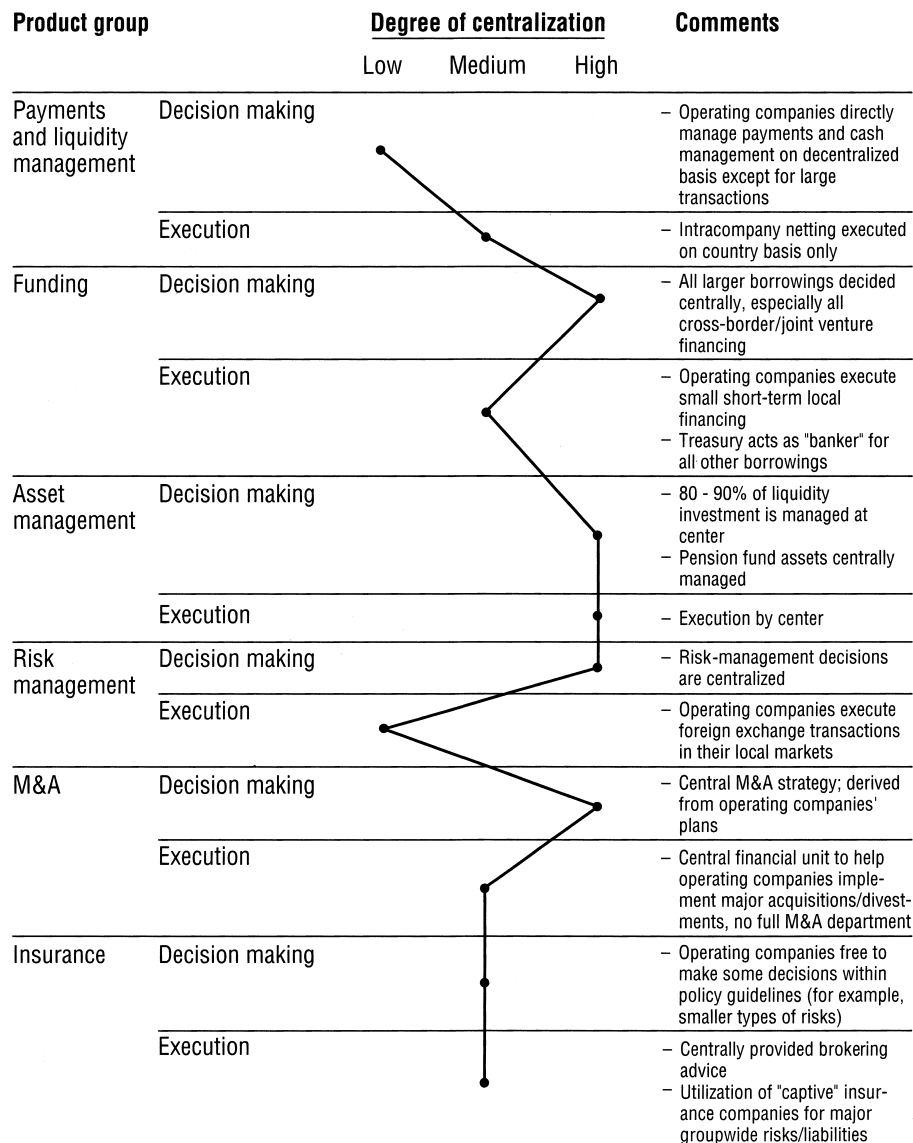 Product group
Degree of centralization
Comments
Low Medium High
Payments
and liquidity
management
Decision making
– Operating companies directly
manage payments and cash
management on decentralized
basis except for large
transactions
Execution
– Intracompany netting executed
on country basis only
Funding
Decision making
– All larger borrowings decided
centrally, especially all
cross-border/joint venture
financing
Execution
– Operating companies execute
small short-term local
financing
– Treasury acts as "banker" for
all other borrowings
Asset
management
Decision making
– 80 - 90% of liquidity
investment is managed at
center
– Pension fund assets centrally
managed
Execution
– Execution by center
Risk
management
Decision making
– Risk-management decisions
are centralized
Execution
– Operating companies execute
foreign exchange transactions
in their local markets
M&A
Decision making
– Central M&A strategy; derived
from operating companies'
plans
Execution
– Central financial unit to help
operating companies imple-
ment major acquisitions/divest-
ments, no full M&A department
Insurance
Decision making
– Operating companies free to
make some decisions within
policy guidelines (for example,
smaller types of risks)
Execution
– Centrally provided brokering
advice
– Utilization of "captive" insur-
ance companies for major
groupwide risks/liabilities